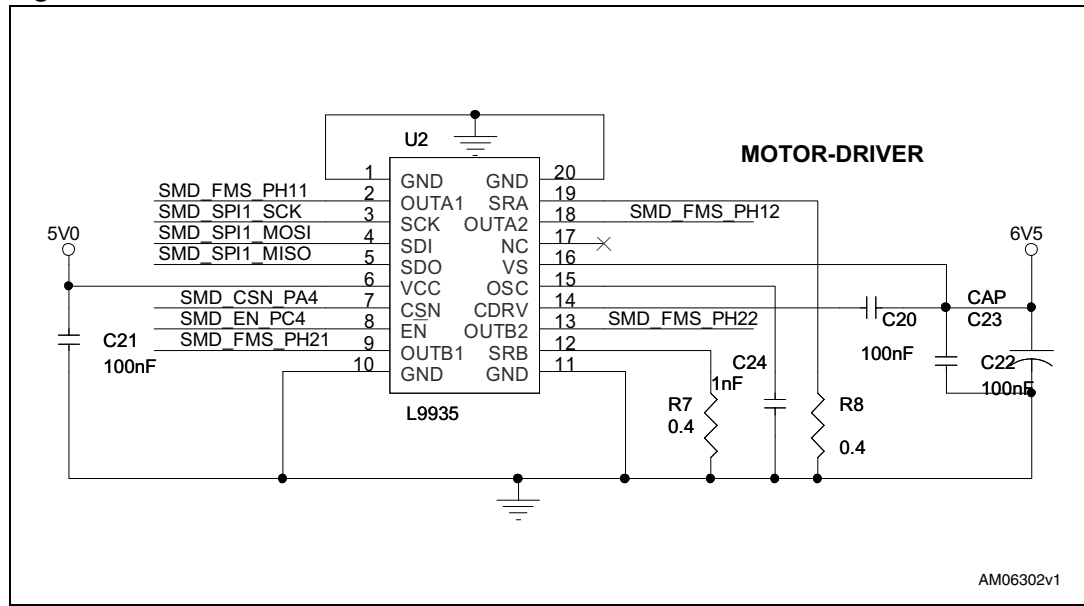 U2
MOTOR-DRIVER
1 GND GND 20
SMD_FMS_PH11 2 OUTA1 SRA 19
SMD_SPI1_SCK 3 SCK OUTA2 18 SMD_FMS_PH12
SMD_SPI1_MOSI 4 SDI NC 17
SMD_SPI1_MISO 5 SDO VS 16
5V0
6V5
6 VCC OSC 15
SMD_CSN_PA4 7 CSN CDRV 14
SMD_EN_PC4 8 EN OUTB2 13 SMD_FMS_PH22
SMD_FMS_PH21 9 OUTB1 SRB 12
10 GND GND 11
L9935
C21
100nF
C20
100nF
CAP
C23
C22
100nF
C24
1nF
R7
0.4
R8
0.4
AM06302v1